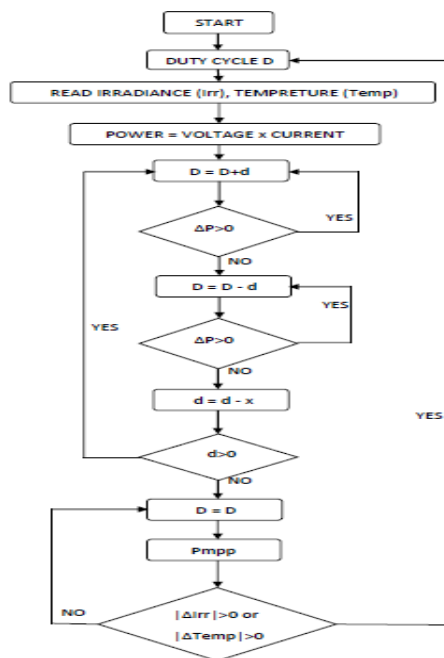 START
DUTY CYCLE D
READ IRRADIANCE (Irr), TEMPRETURE (Temp)
POWER = VOLTAGE x CURRENT
D = D+d
YES
ΔP>0
NO
D = D - d
YES
YES
ΔP>0
NO
d = d - x
YES
d>0
NO
D = D
Pmpp
NO
|ΔIrr|>0 or
|ΔTemp|>0